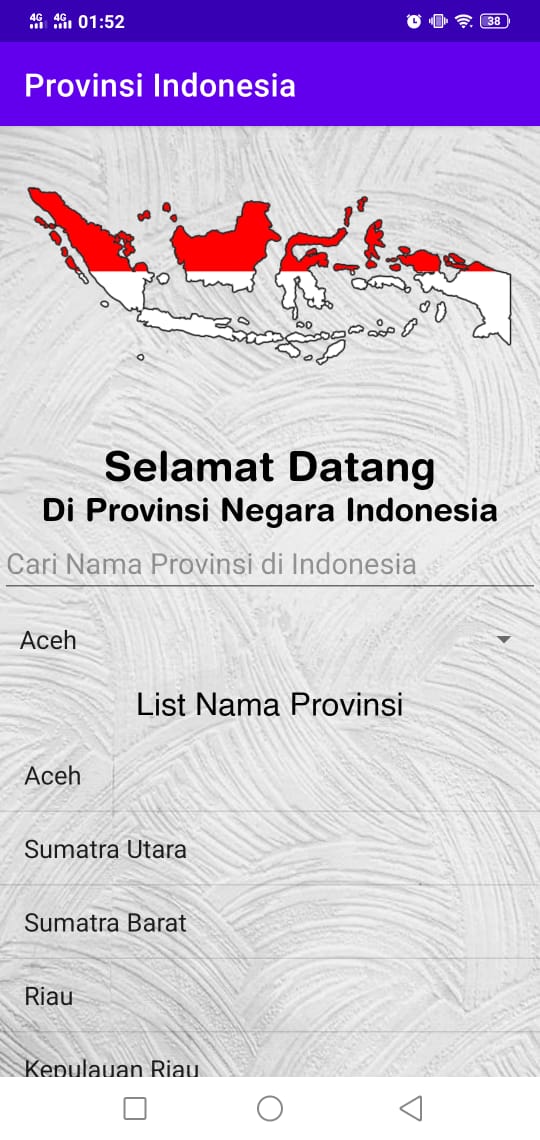 4G 4G 01:52 38
Provinsi Indonesia
Selamat Datang
Di Provinsi Negara Indonesia
Cari Nama Provinsi di Indonesia
Aceh
List Nama Provinsi
Aceh
Sumatra Utara
Sumatra Barat
Riau
Kepulauan Riau